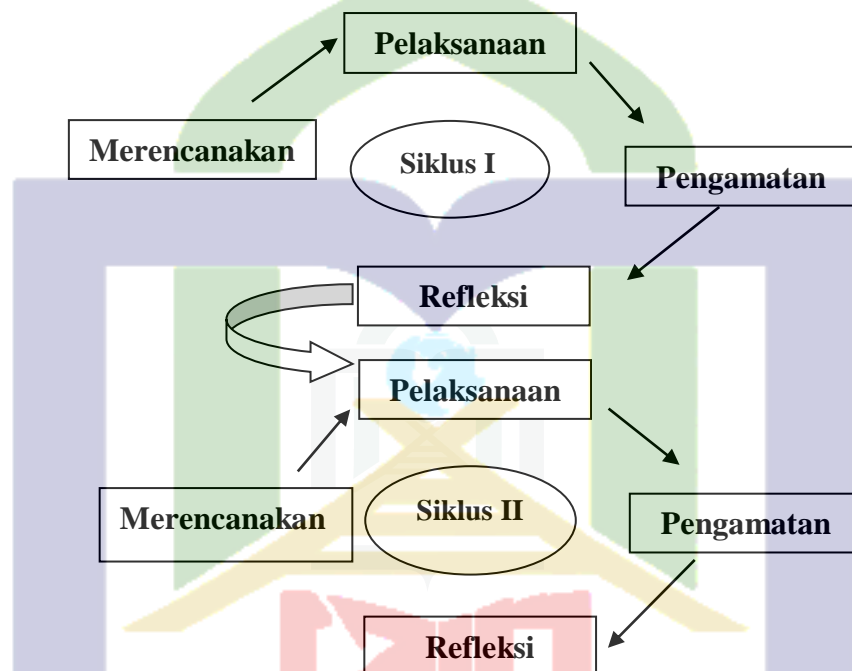 Pelaksanaan
Merencanakan
Siklus I
Pengamatan
Refleksi
Pelaksanaan
Merencanakan
Siklus II
Pengamatan
Refleksi